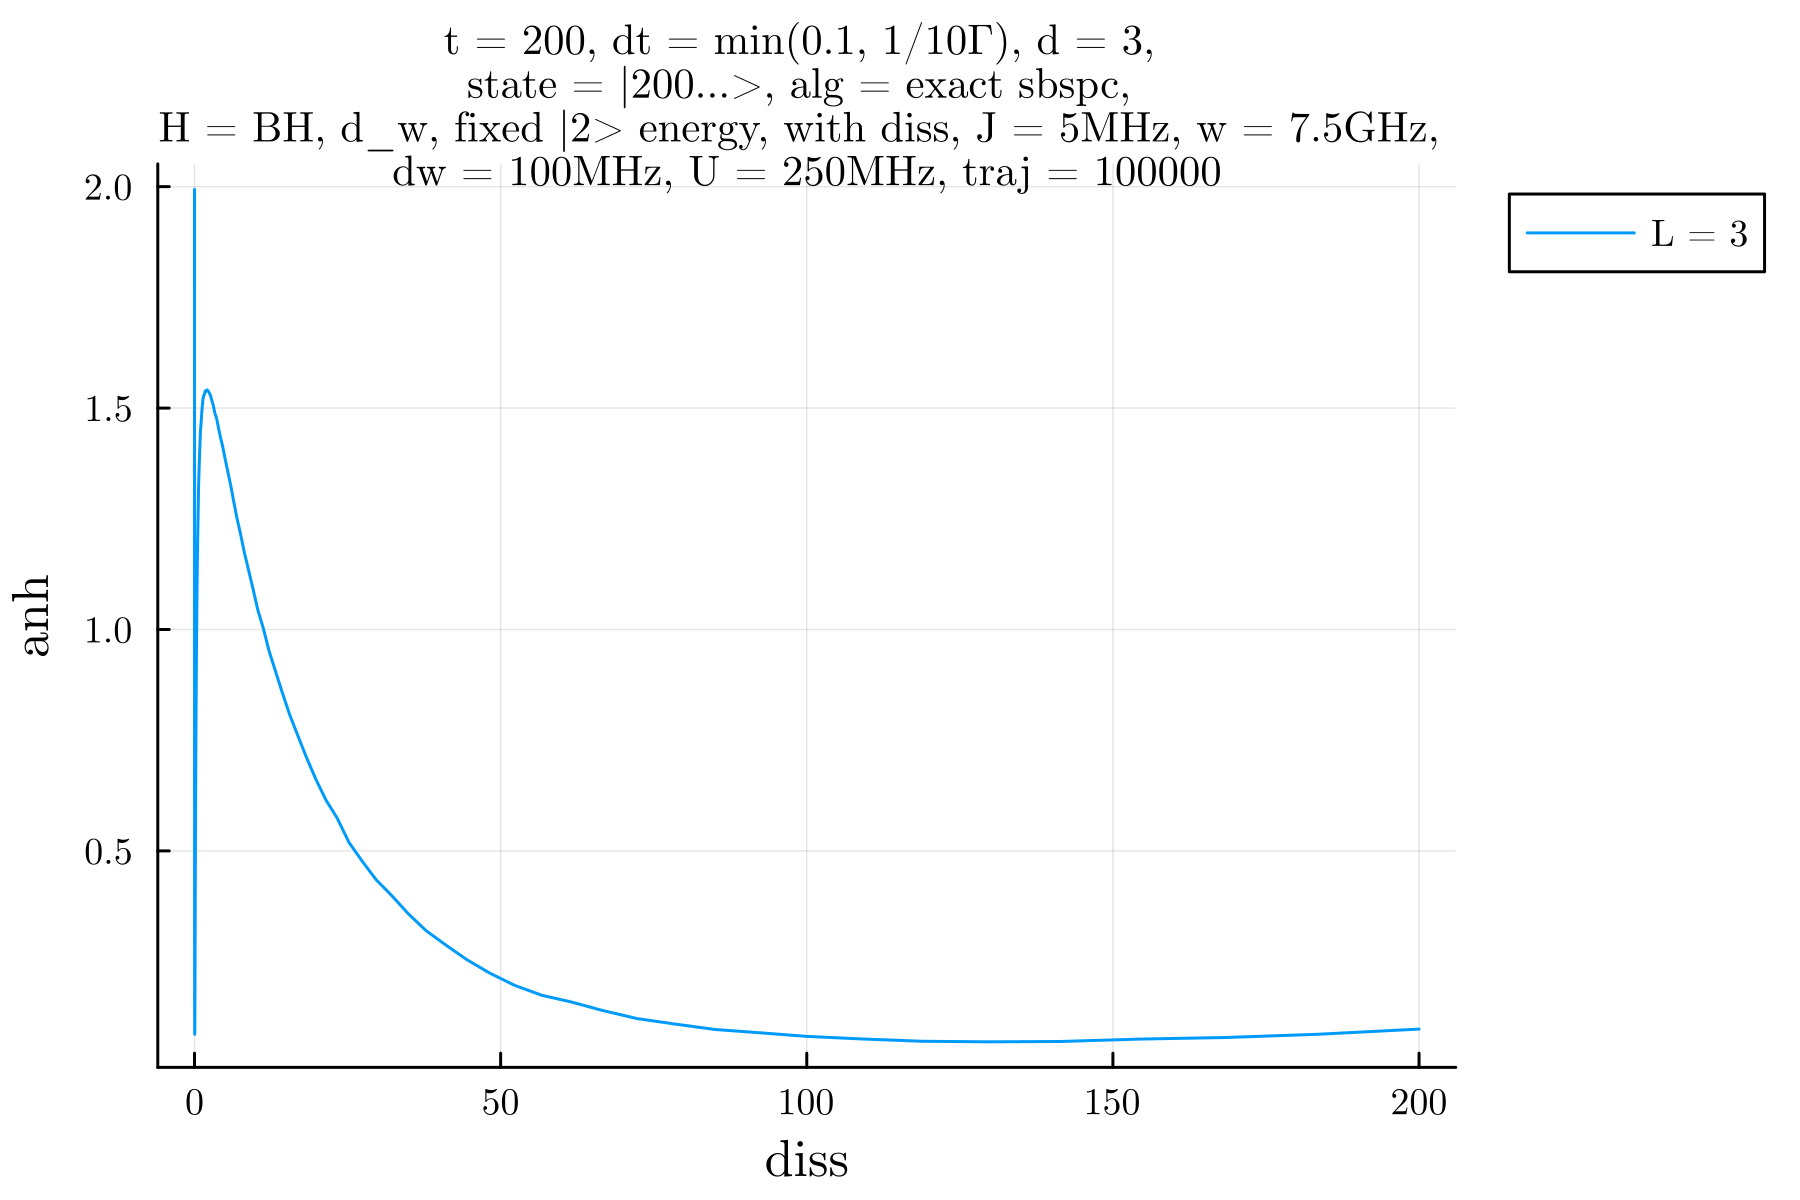 t = 200, dt = min(0.1, 1/10Γ), d = 3,
state = |200...>, alg = exact sbspc,
H = BH, d_w, fixed |2> energy, with diss, J = 5MHz, w = 7.5GHz,
dw = 100MHz, U = 250MHz, traj = 100000
2.0
1.5
1.0
0.5
anh
L = 3
0 50 100 150 200
diss